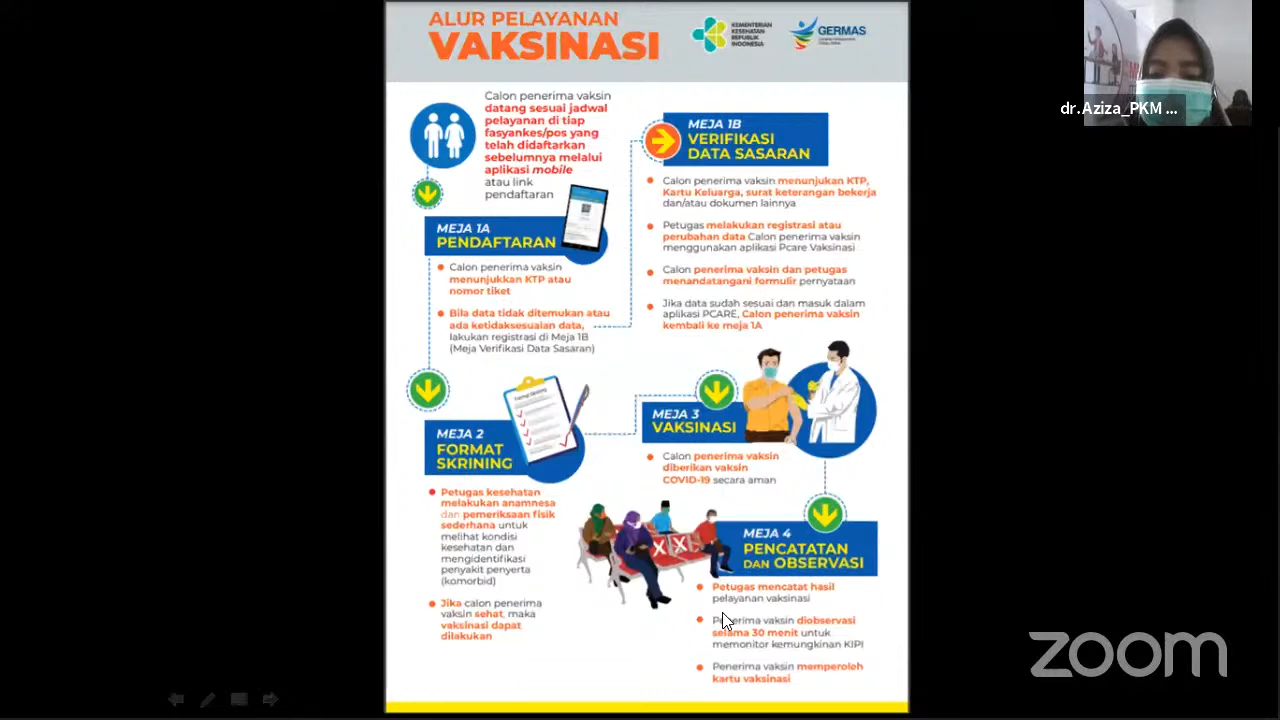 ALUR PELAYANAN
VAKSINASI
KEMENTERIAN
KESEHATAN
REPUBLIK
INDONESIA
GERMAS
dr.Aziza_PKM ...
Calon penerima vaksin
datang sesuai jadwal
pelayanan di tiap
fasyankes/pos yang
telah didaftarkan
sebelumnya melalui
aplikasi mobile
atau link
pendaftaran
MEJA 1A
PENDAFTARAN
Calon penerima vaksin
menunjukkan KTP atau
nomor tiket
Bila data tidak ditemukan atau
ada ketidaksesuaian data,
lakukan registrasi di Meja 1B
(Meja Verifikasi Data Sasaran)
MEJA 1B
VERIFIKASI
DATA SASARAN
Calon penerima vaksin menunjukan KTP,
Kartu Keluarga, surat keterangan bekerja
dan/atau dokumen lainnya
Petugas melakukan registrasi atau
perubahan data Calon penerima vaksin
menggunakan aplikasi Pcare Vaksinasi
Calon penerima vaksin dan petugas
menandatangani formulir pernyataan
Jika data sudah sesuai dan masuk dalam
aplikasi PCARE, Calon penerima vaksin
kembali ke meja 1A
MEJA 2
FORMAT
SKRINING
Petugas kesehatan
melakukan anamnesa
dan pemeriksaan fisik
sederhana untuk
melihat kondisi
kesehatan dan
mengidentifikasi
penyakit penyerta
(komorbid)
Jika calon penerima
vaksin sehat, maka
vaksinasi dapat
dilakukan
MEJA 3
VAKSINASI
Calon penerima vaksin
diberikan vaksin
COVID-19 secara aman
MEJA 4
PENCATATAN
DAN OBSERVASI
Petugas mencatat hasil
pelayanan vaksinasi
Penerima vaksin diobservasi
selama 30 menit untuk
memonitor kemungkinan KIPI
Penerima vaksin memperoleh
kartu vaksinasi
zoom